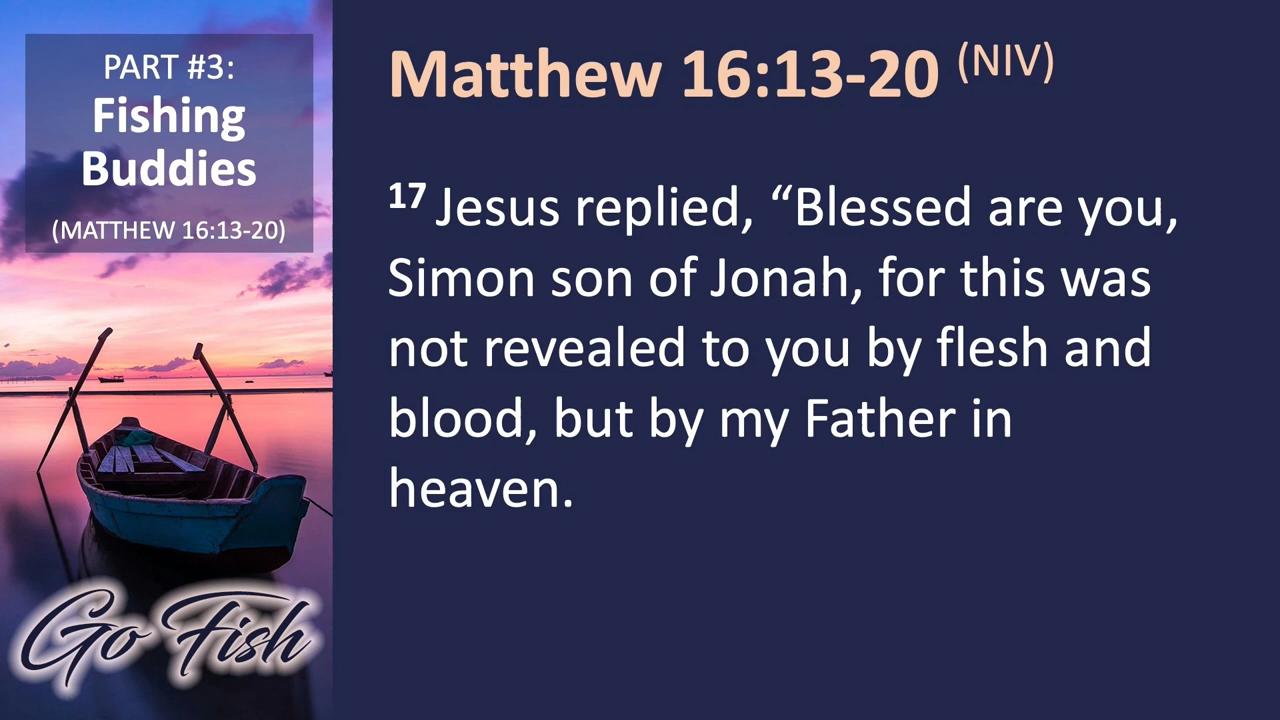 PART #3:
Fishing
Buddies
(MATTHEW 16:13-20)
Go Fish
Matthew 16:13-20 (NIV)
17 Jesus replied, “Blessed are you,
Simon son of Jonah, for this was
not revealed to you by flesh and
blood, but by my Father in
heaven.